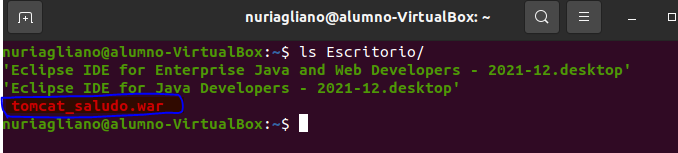 nuriagliano@alumno-VirtualBox: ~
nuriagliano@alumno-VirtualBox:~$ ls Escritorio/
'Eclipse IDE for Enterprise Java and Web Developers - 2021-12.desktop'
'Eclipse IDE for Java Developers - 2021-12.desktop'
tomcat_saludo.war
nuriagliano@alumno-VirtualBox:~$